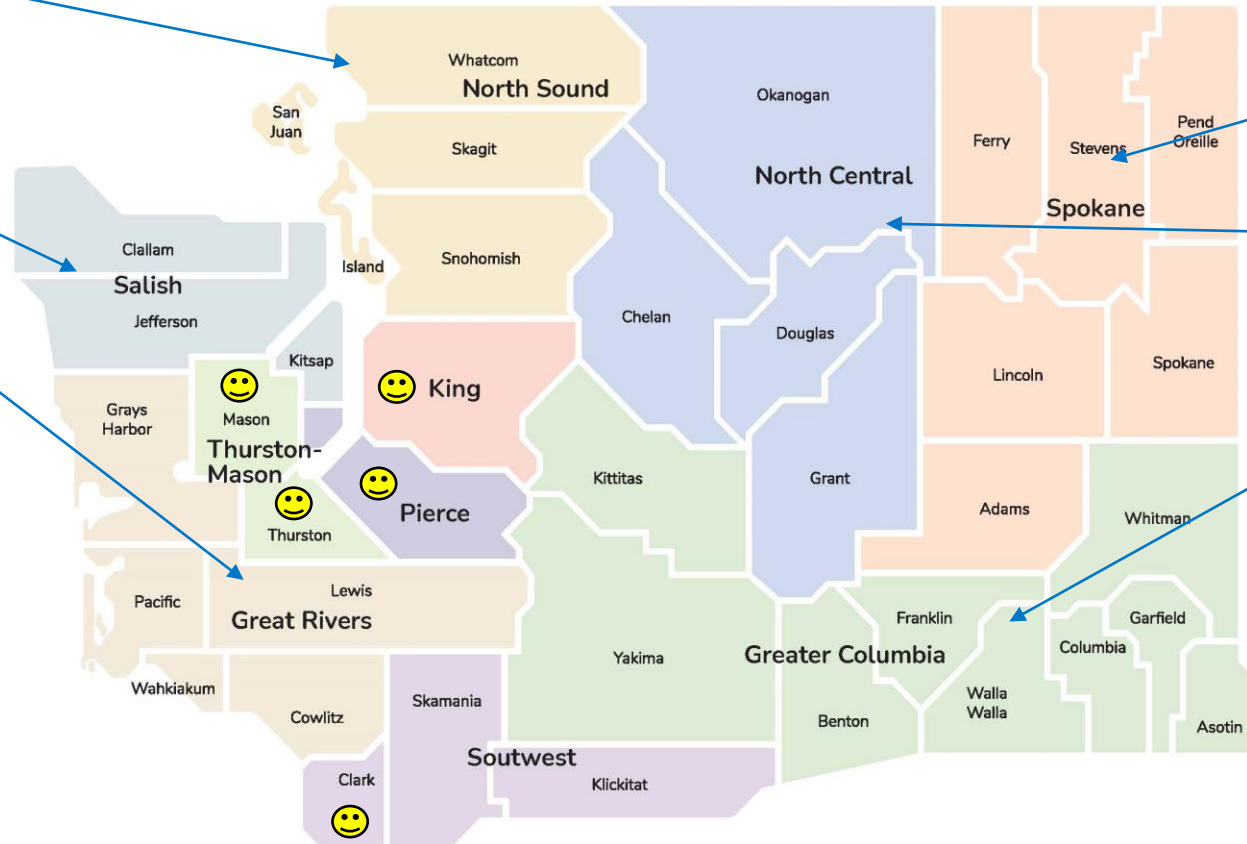 Whatcom
North Sound
San
Juan
Skagit
Island
Snohomish
Okanogan
North Central
Chelan
Douglas
Grant
Ferry
Stevens
Pend
Oreille
Spokane
Lincoln
Spokane
Adams
Clallam
Salish
Jefferson
Kitsap
Grays
Harbor
Mason
Thurston-
Mason
Thurston
King
Pierce
Kittitas
Whitman
Pacific
Lewis
Great Rivers
Wahkiakum
Cowlitz
Yakima
Greater Columbia
Franklin
Benton
Walla
Walla
Columbia
Garfield
Asotin
Skamania
Soutwest
Clark
Klickitat